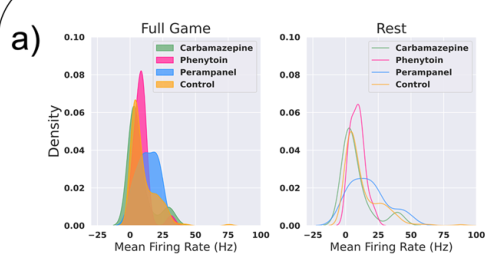 a)
Full Game
Rest
0.10
0.08
0.06
0.04
0.02
0.00
Density
Carbamazepine
Phenytoin
Perampanel
Control
−25 0 25 50 75 100
Mean Firing Rate (Hz)
0.10
0.08
0.06
0.04
0.02
0.00
Carbamazepine
Phenytoin
Perampanel
Control
−25 0 25 50 75 100
Mean Firing Rate (Hz)